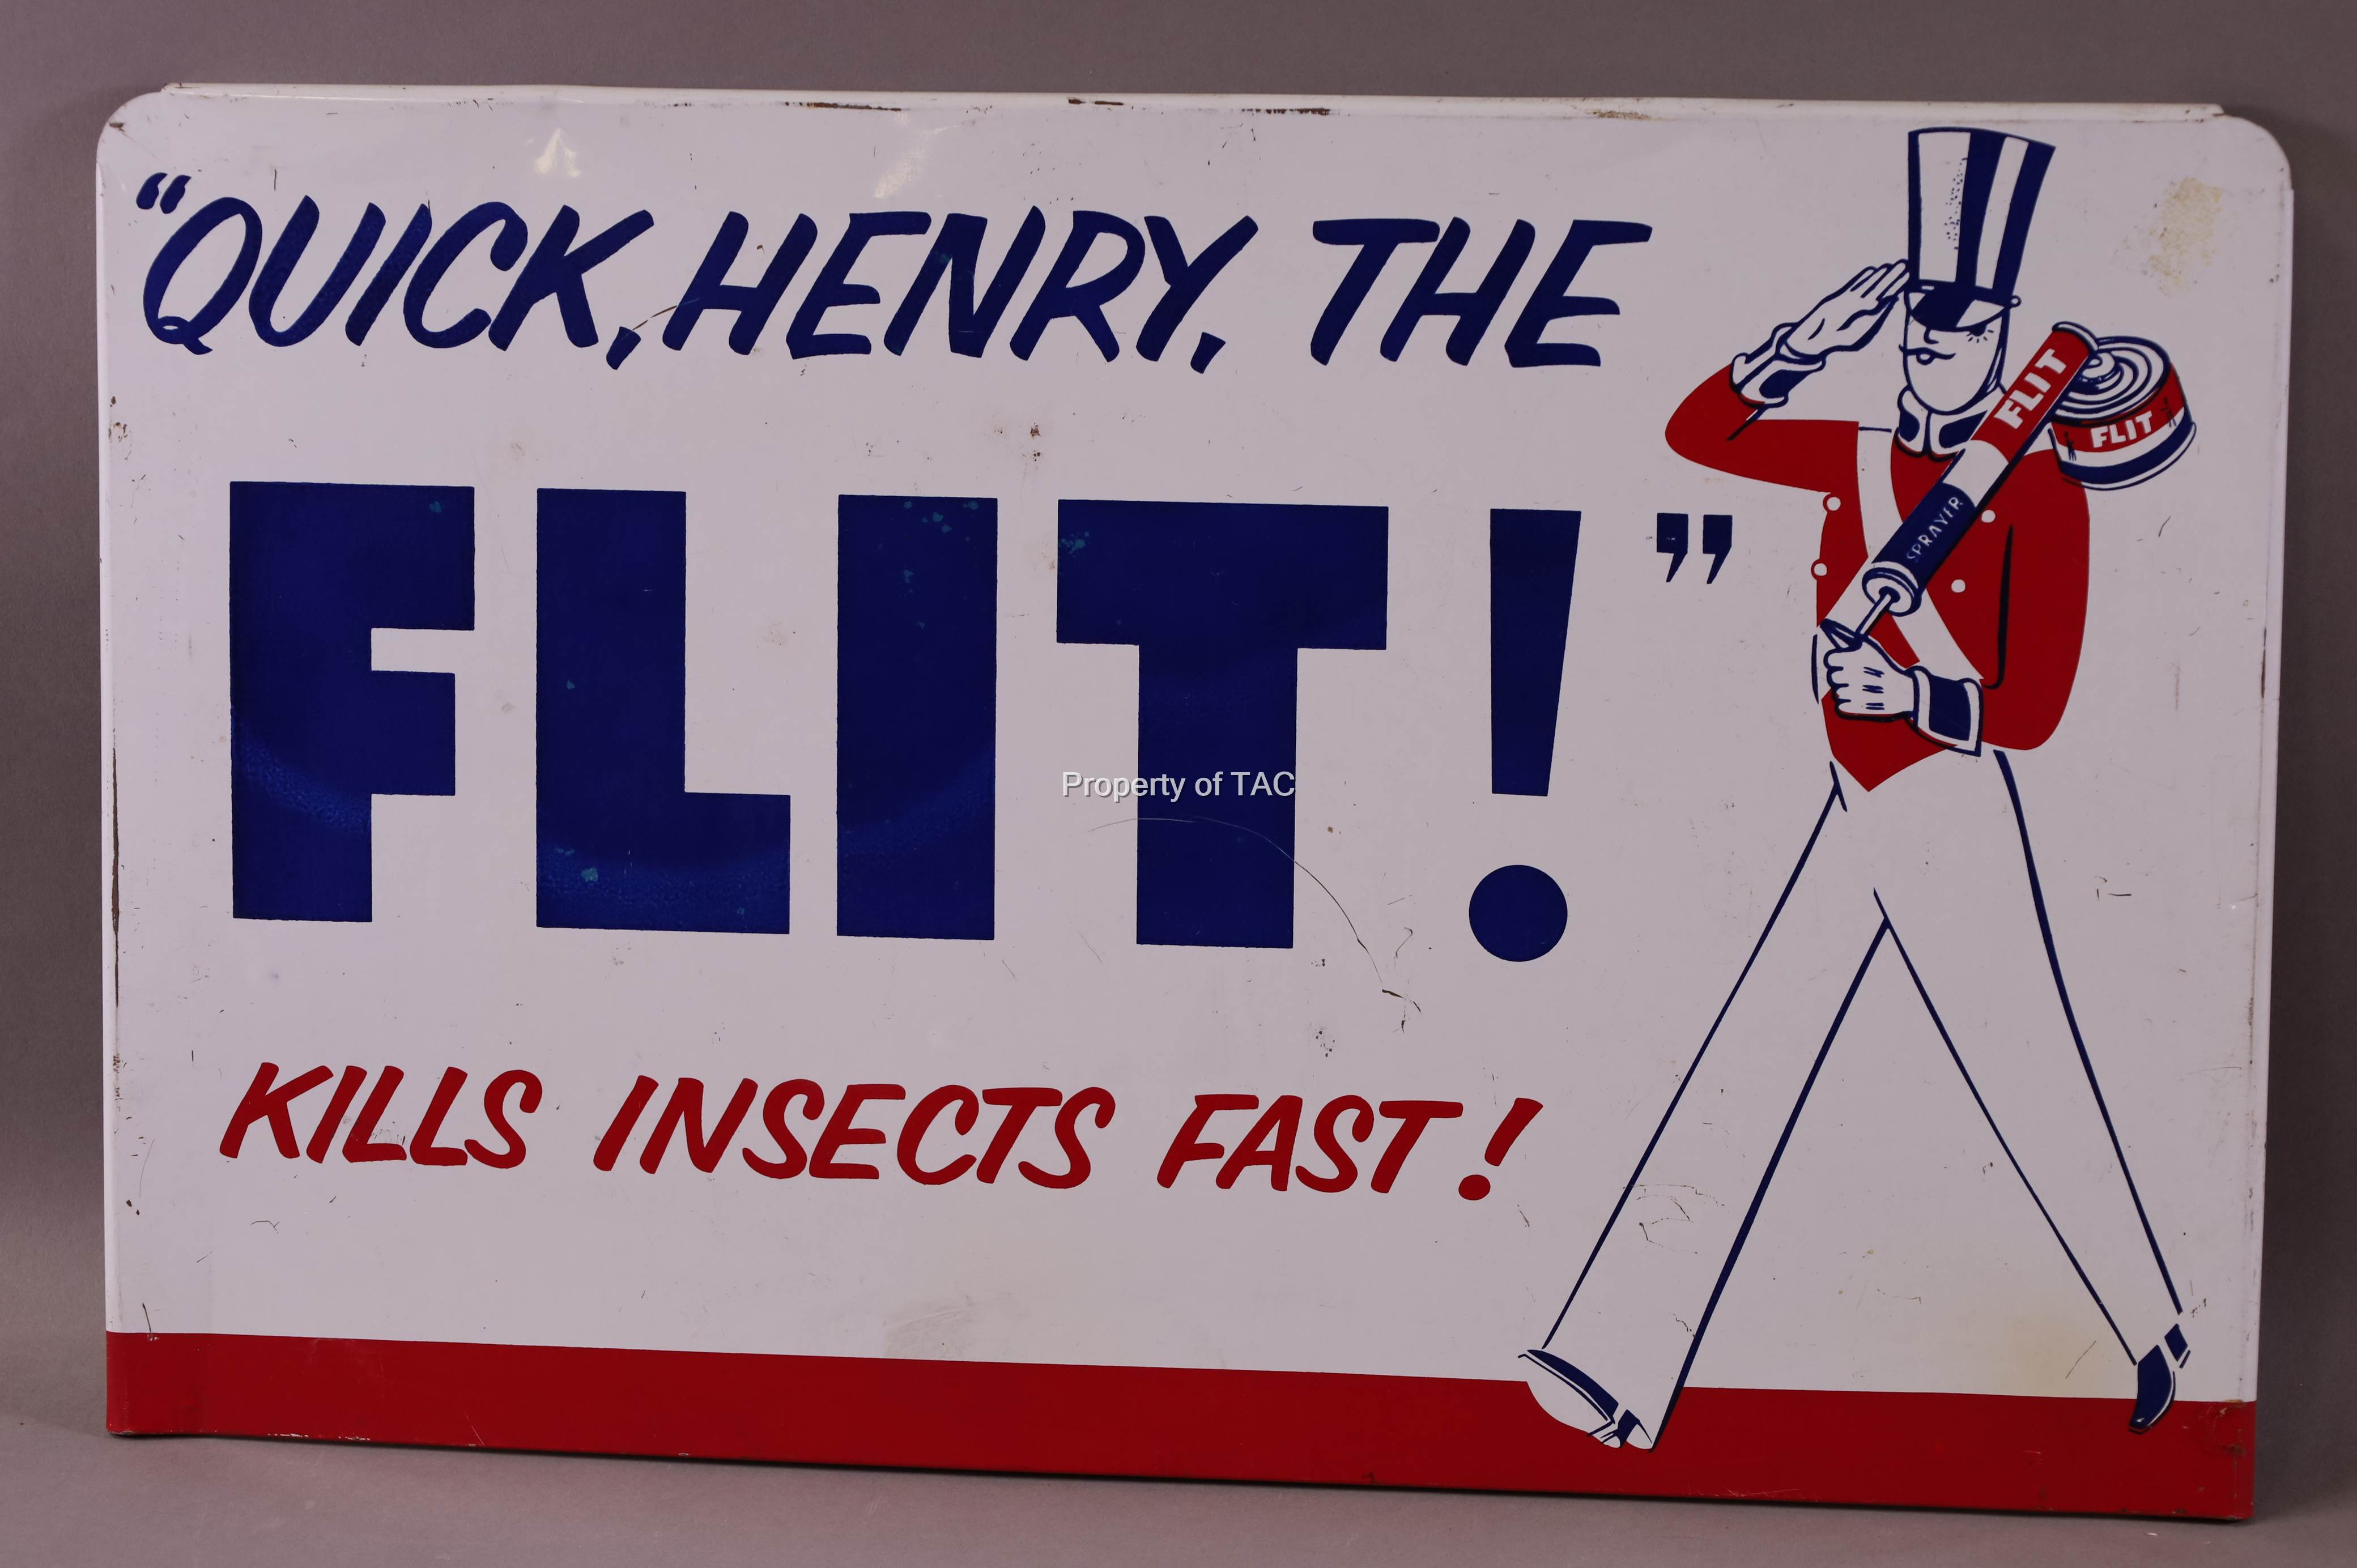 "QUICK, HENRY, THE
FLIT!"
KILLS INSECTS FAST!
FLIT
FLIT
SPRAYER
Property of TAC